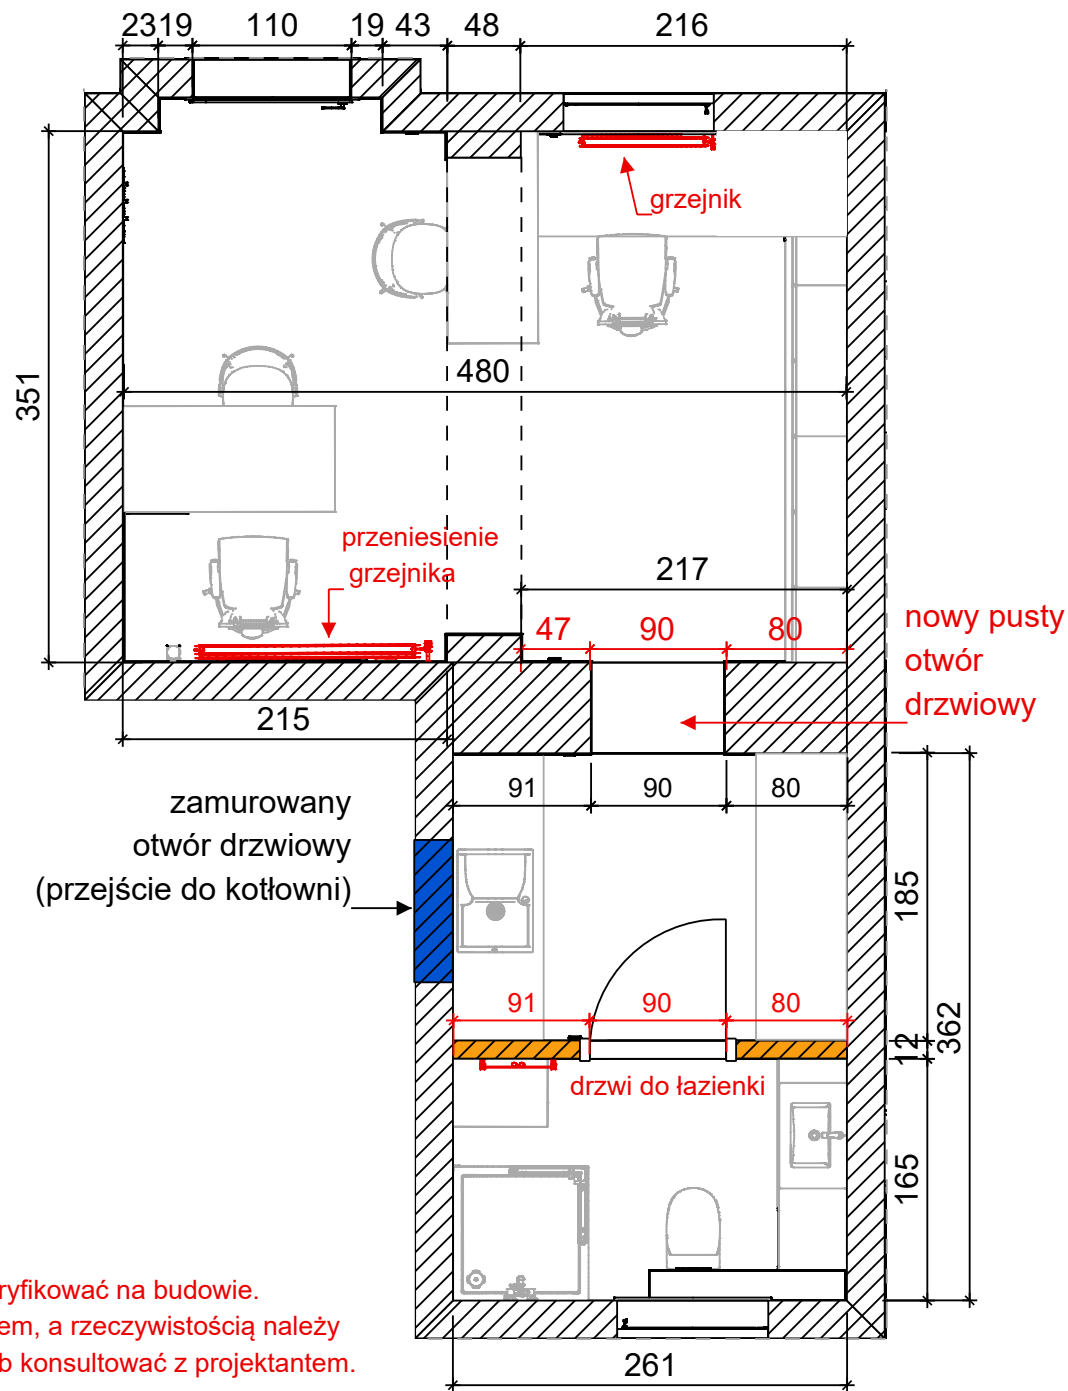 23 19 110 19 43 48 216
grzejnik
351
480
przeniesienie
grzejnika
217
47 90 80
nowy pusty
otwór
drzwiowy
215
zamurowany
otwór drzwiowy
(przejście do kotłowni)
91 90 80
185
91 90 80
12
362
drzwi do łazienki
165
ryfikować na budowie.
em, a rzeczywistością należy
b konsultować z projektantem.
261